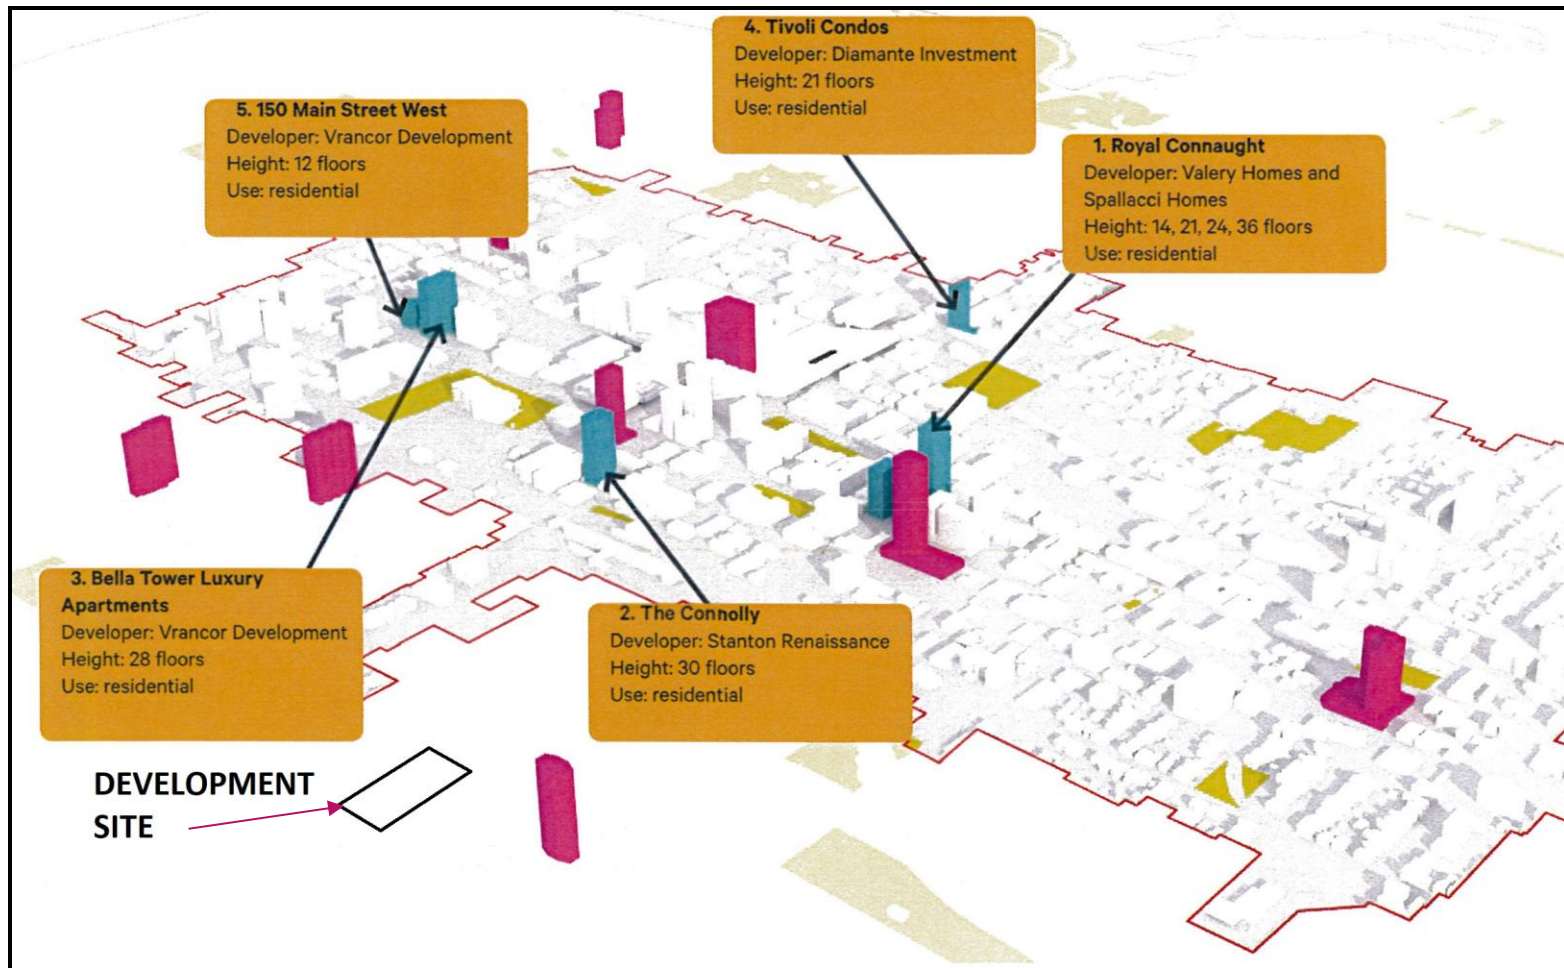 4. Tivoli Condos
Developer: Diamante Investment
Height: 21 floors
Use: residential
5. 150 Main Street West
Developer: Vrancor Development
Height: 12 floors
Use: residential
1. Royal Connaught
Developer: Valery Homes and
Spallacci Homes
Height: 14, 21, 24, 36 floors
Use: residential
3. Bella Tower Luxury
Apartments
Developer: Vrancor Development
Height: 28 floors
Use: residential
2. The Connolly
Developer: Stanton Renaissance
Height: 30 floors
Use: residential
DEVELOPMENT
SITE